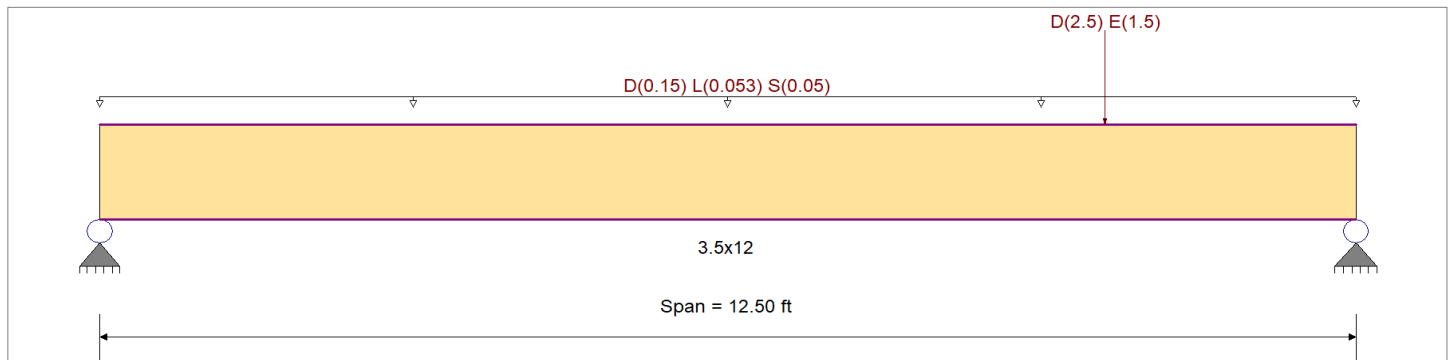 D(2.5) E(1.5)
D(0.15) L(0.053) S(0.05)
3.5x12
Span = 12.50 ft